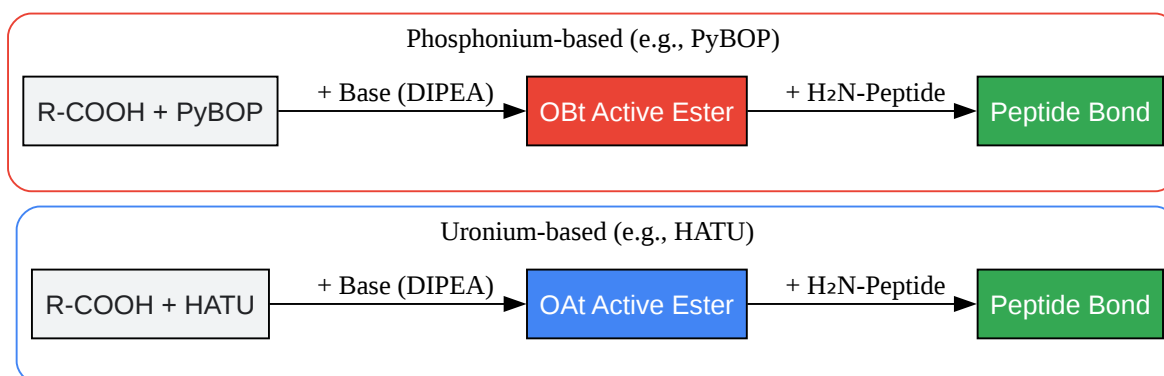 Phosphonium-based (e.g., PyBOP)
R-COOH + PyBOP
+ Base (DIPEA)
OBt Active Ester
+ H₂N-Peptide
Peptide Bond
Uronium-based (e.g., HATU)
R-COOH + HATU
+ Base (DIPEA)
OAt Active Ester
+ H₂N-Peptide
Peptide Bond